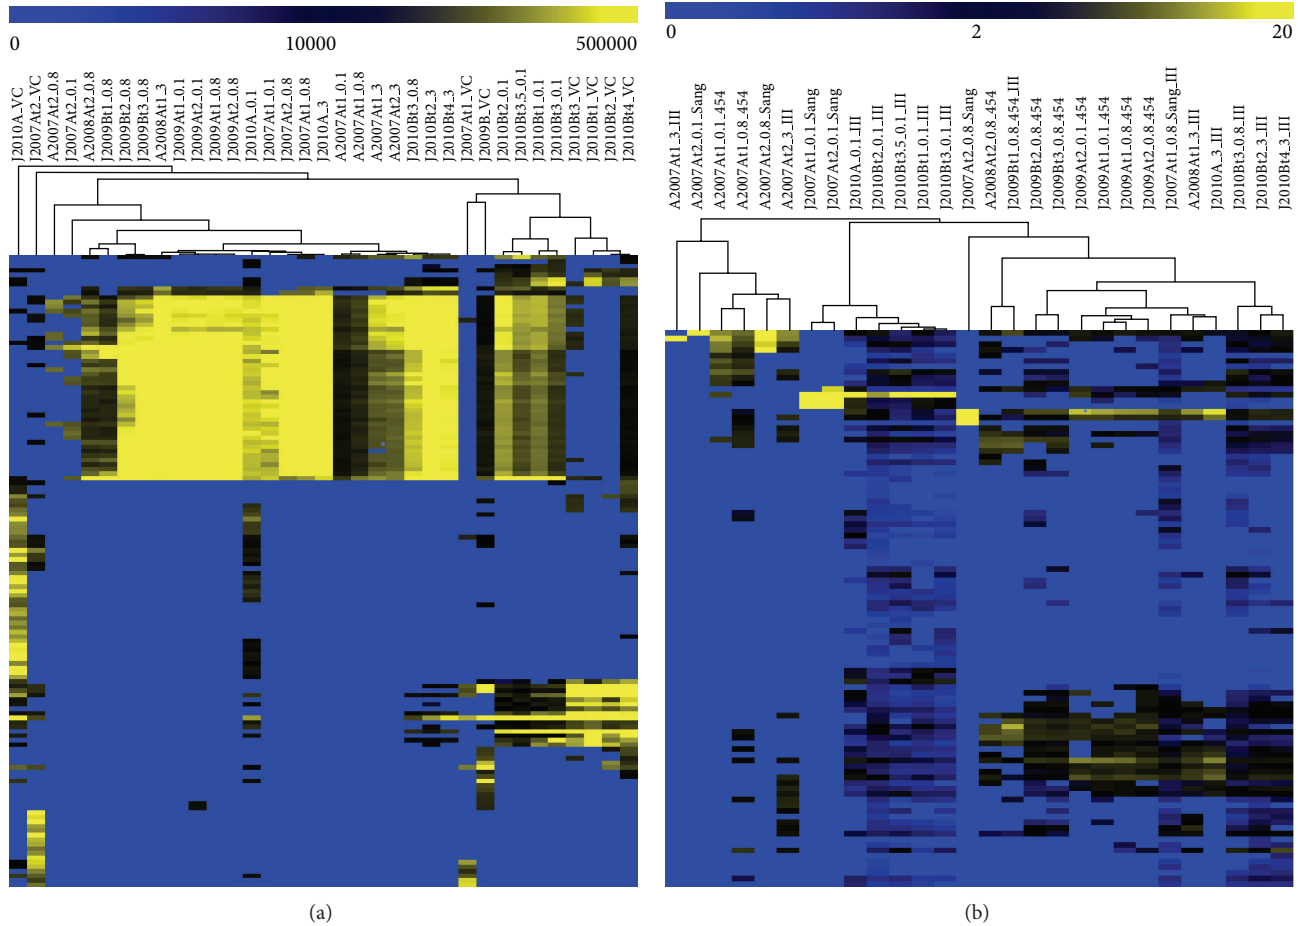 0 10000 500000
J2010A_VC
J2007At2_VC
A2007At2_0.8
J2007At2_0.1
A2008At2_0.8
J2009Bt1_0.8
J2009Bt2_0.8
J2009Bt3_0.8
A2008At1_3
J2009At1_0.1
J2009At2_0.1
J2009At1_0.8
J2009At2_0.8
J2010A_0.1
J2007At1_0.1
J2007At2_0.8
J2007At1_0.8
J2010A_3
A2007At1_0.1
A2007At1_0.8
A2007At1_3
A2007At2_3
J2010Bt3_0.8
J2010Bt2_3
J2010Bt4_3
J2007At1_VC
J2009B_VC
J2010Bt2_0.1
J2010Bt3.5_0.1
J2010Bt1_0.1
J2010Bt3_0.1
J2010Bt3_VC
J2010Bt1_VC
J2010Bt2_VC
J2010Bt4_VC
(a)
0 2 20
A2007At1_3_III
A2007At2_0.1_Sang
A2007At1_0.1_454
A2007At1_0.8_454
A2007At2_0.8_Sang
A2007At2_3_III
J2007At1_0.1_Sang
J2007At2_0.1_Sang
J2010A_0.1_III
J2010Bt2_0.1_III
J2010Bt3.5_0.1_III
J2010Bt1_0.1_III
J2010Bt3_0.1_III
J2007At2_0.8_Sang
A2008At2_0.8_454
J2009Bt1_0.8_454_III
J2009Bt2_0.8_454
J2009Bt3_0.8_454
J2009At2_0.1_454
J2009At1_0.1_454
J2009At1_0.8_454
J2009At2_0.8_454
J2007At1_0.8_Sang_III
A2008At1_3_III
J2010A_3_III
J2010Bt3_0.8_III
J2010Bt2_3_III
J2010Bt4_3_III
(b)